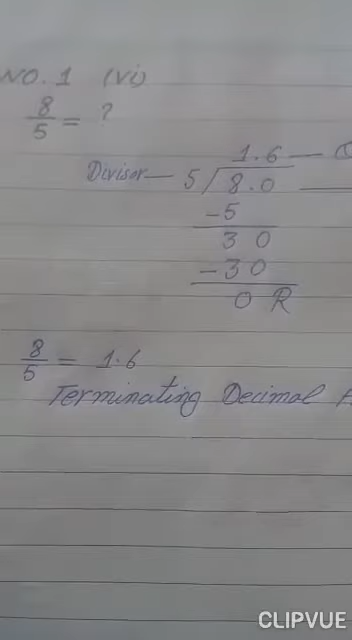 NO. 1 (vi)
8/5 = ?
1.6
Divisor — 5 / 8.0
-5
3 0
-3 0
0 R
8/5 = 1.6
Terminating Decimal
CLIPVUE